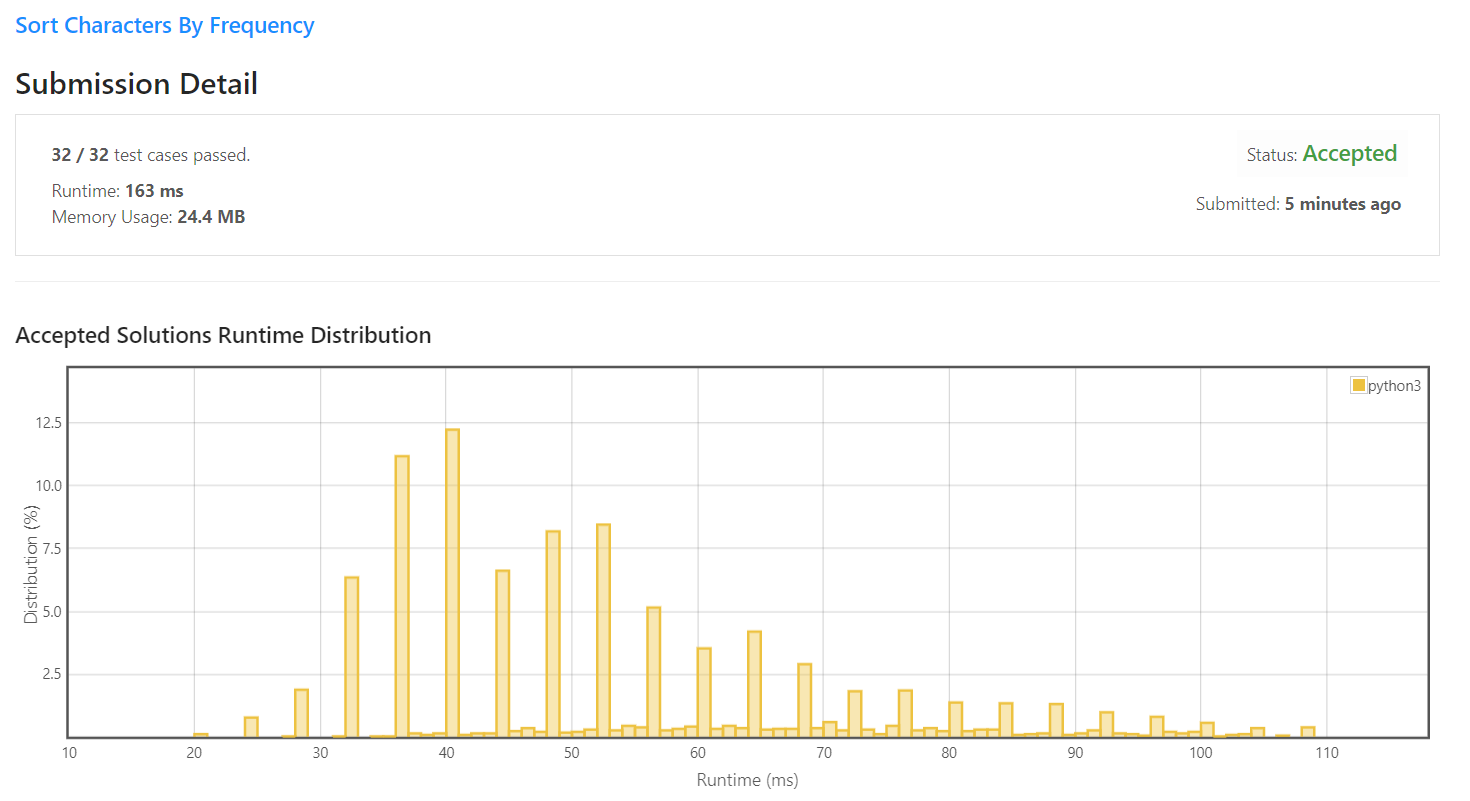 Sort Characters By Frequency
Submission Detail
32 / 32 test cases passed.
Status: Accepted
Runtime: 163 ms
Memory Usage: 24.4 MB
Submitted: 5 minutes ago
Accepted Solutions Runtime Distribution
python3
12.5
10.0
7.5
5.0
2.5
Distribution (%)
10 20 30 40 50 60 70 80 90 100 110
Runtime (ms)